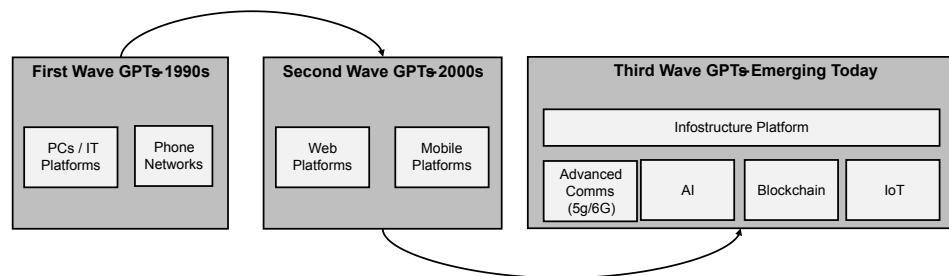 First Wave GPTs-1990s
PCs / IT
Platforms
Phone
Networks
Second Wave GPTs-2000s
Web
Platforms
Mobile
Platforms
Third Wave GPTs-Emerging Today
Infostructure Platform
Advanced
Comms
(5g/6G)
AI
Blockchain
IoT